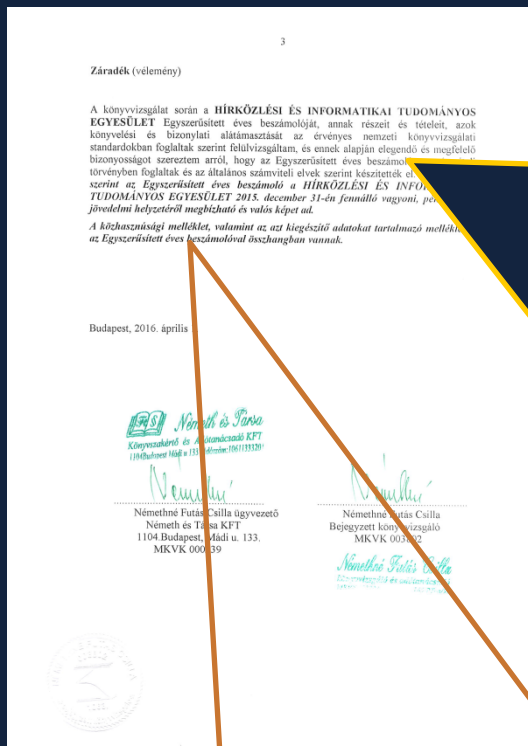 3
Záradék (vélemény)
A könyvvizsgálat során a HÍRKÖZLÉSI ÉS INFORMATIKAI TUDOMÁNYOS
EGYESÜLET Egyszerűsített éves beszámolóját, annak részeit és tételeit, azok
könyvelési és bizonylati alátámasztását az érvényes nemzeti könyvvizsgálati
standardokban foglaltak szerint felülvizsgáltam, és ennek alapján elegendő és megfelelő
bizonyosságot szereztem arról, hogy az Egyszerűsített éves
törvényben foglaltak és az általános számviteli elvek szerint készítették
szerint az Egyszerűsített éves beszámoló a HÍRKÖZLÉSI ÉS
TUDOMÁNYOS EGYESÜLET 2015. december 31-én fennálló vagyoni,
jövedelmi helyzetéről megbízható és valós képet ad.
A közhasznúsági melléklet, valamint az azt kiegészítő adatokat tartalmazó
az Egyszerűsített éves beszámolóval összhangban vannak.
Budapest, 2016. április
Németh és Társa
Könyvszakértő és KFT
Némethné Futás Csilla ügyvezető
Németh és Társa KFT
1104.Budapest, Mádi u. 133.
MKVK
Némethné Futás Csilla
Bejegyzett könyvvizsgáló
MKVK
Némethné Futás Csilla